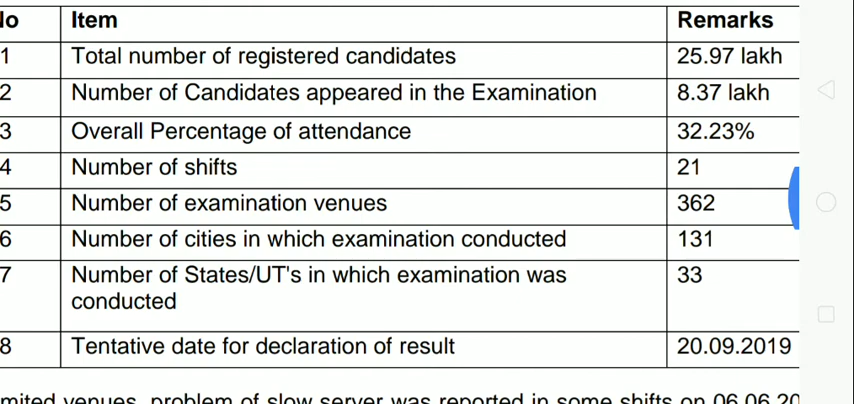 No Item Remarks
1 Total number of registered candidates 25.97 lakh
2 Number of Candidates appeared in the Examination 8.37 lakh
3 Overall Percentage of attendance 32.23%
4 Number of shifts 21
5 Number of examination venues 362
6 Number of cities in which examination conducted 131
7 Number of States/UT's in which examination was 33
conducted
8 Tentative date for declaration of result 20.09.2019
mited venues, problem of slow server was reported in some shifts on 06.06.20